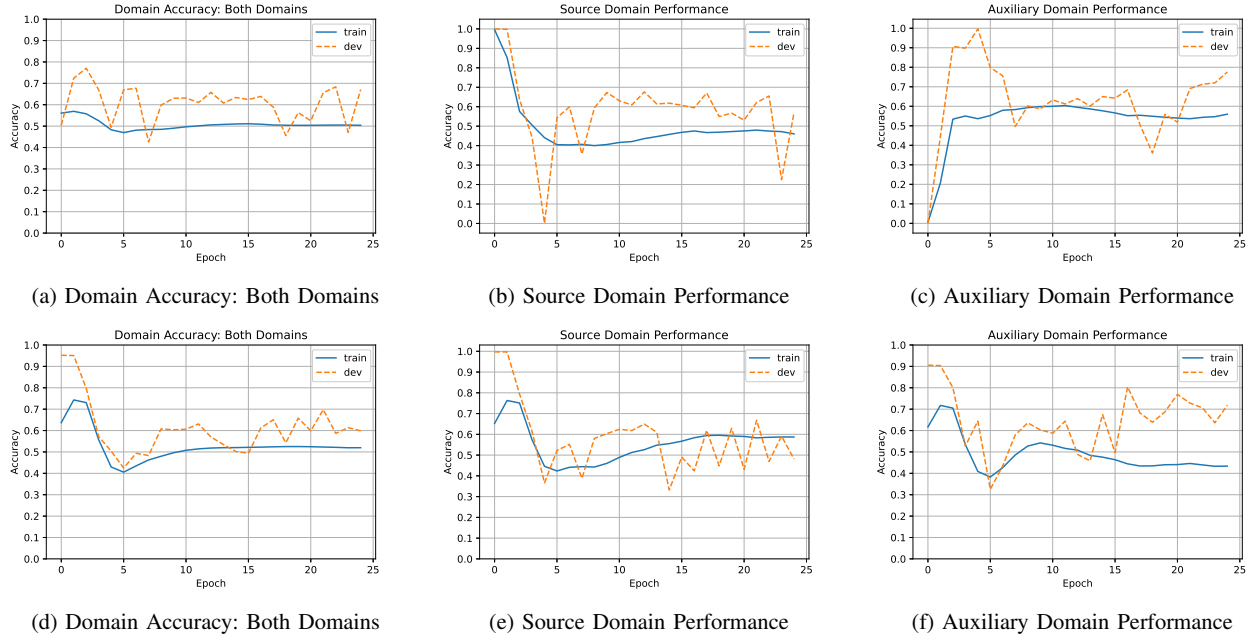 Domain Accuracy: Both Domains
1.0
0.9
0.8
0.7
0.6
0.5
0.4
0.3
0.2
0.1
0.0
Accuracy
0 5 10 15 20 25
Epoch
train
dev
(a) Domain Accuracy: Both Domains
Source Domain Performance
1.0
0.9
0.8
0.7
0.6
0.5
0.4
0.3
0.2
0.1
0.0
Accuracy
0 5 10 15 20 25
Epoch
train
dev
(b) Source Domain Performance
Auxiliary Domain Performance
1.0
0.9
0.8
0.7
0.6
0.5
0.4
0.3
0.2
0.1
0.0
Accuracy
0 5 10 15 20 25
Epoch
train
dev
(c) Auxiliary Domain Performance
Domain Accuracy: Both Domains
1.0
0.9
0.8
0.7
0.6
0.5
0.4
0.3
0.2
0.1
0.0
Accuracy
0 5 10 15 20 25
Epoch
train
dev
(d) Domain Accuracy: Both Domains
Source Domain Performance
1.0
0.9
0.8
0.7
0.6
0.5
0.4
0.3
0.2
0.1
0.0
Accuracy
0 5 10 15 20 25
Epoch
train
dev
(e) Source Domain Performance
Auxiliary Domain Performance
1.0
0.9
0.8
0.7
0.6
0.5
0.4
0.3
0.2
0.1
0.0
Accuracy
0 5 10 15 20 25
Epoch
train
dev
(f) Auxiliary Domain Performance